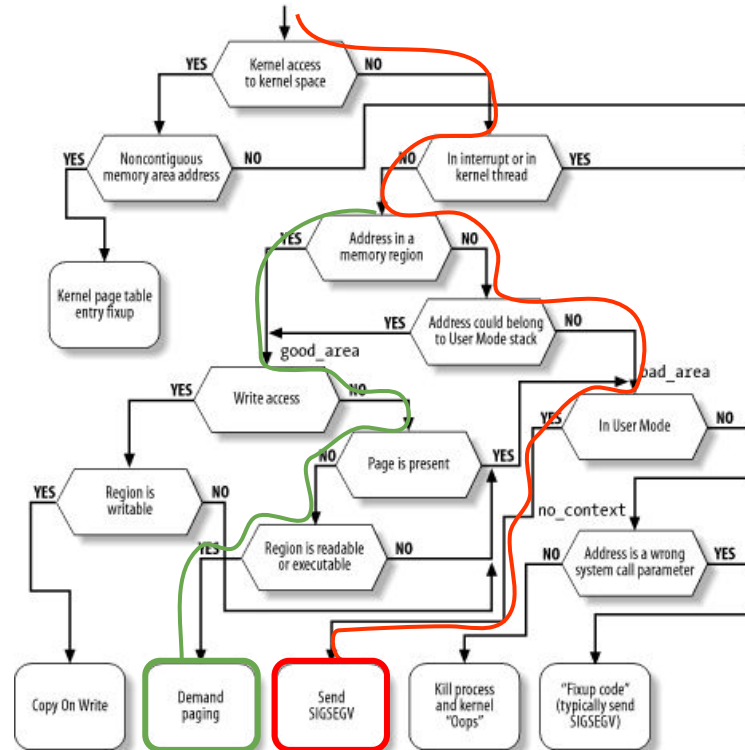 Kernel access
to kernel space
YES
NO
Noncontiguous
memory area address
YES
NO
In interrupt or in
kernel thread
NO
YES
Kernel page table
entry fixup
Address in a
memory region
YES
NO
Address could belong
to User Mode stack
YES
NO
good_area
bad_area
Write access
YES
NO
In User Mode
YES
NO
Page is present
NO
YES
Region is
writable
YES
NO
no_context
Region is readable
or executable
YES
NO
Address is a wrong
system call parameter
NO
YES
Copy On Write
Demand
paging
Send
SIGSEGV
Kill process
and kernel
"Oops"
"Fixup code"
(typically send
SIGSEGV)